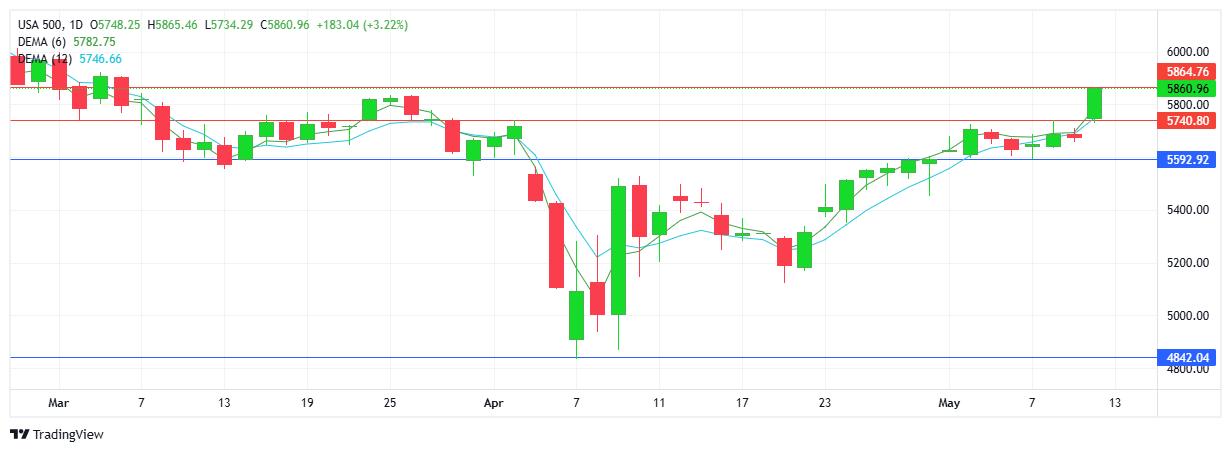 USA 500, 1D O5748.25 H5865.46 L5734.29 C5860.96 +183.04 (+3.22%)
DEMA (6) 5782.75
DEMA (12) 5746.66
6000.00
5864.76
5860.96
5800.00
5740.80
5592.92
5400.00
5200.00
5000.00
4842.04
4800.00
Mar 7 13 19 25 Apr 7 11 17 23 May 7 13
TradingView